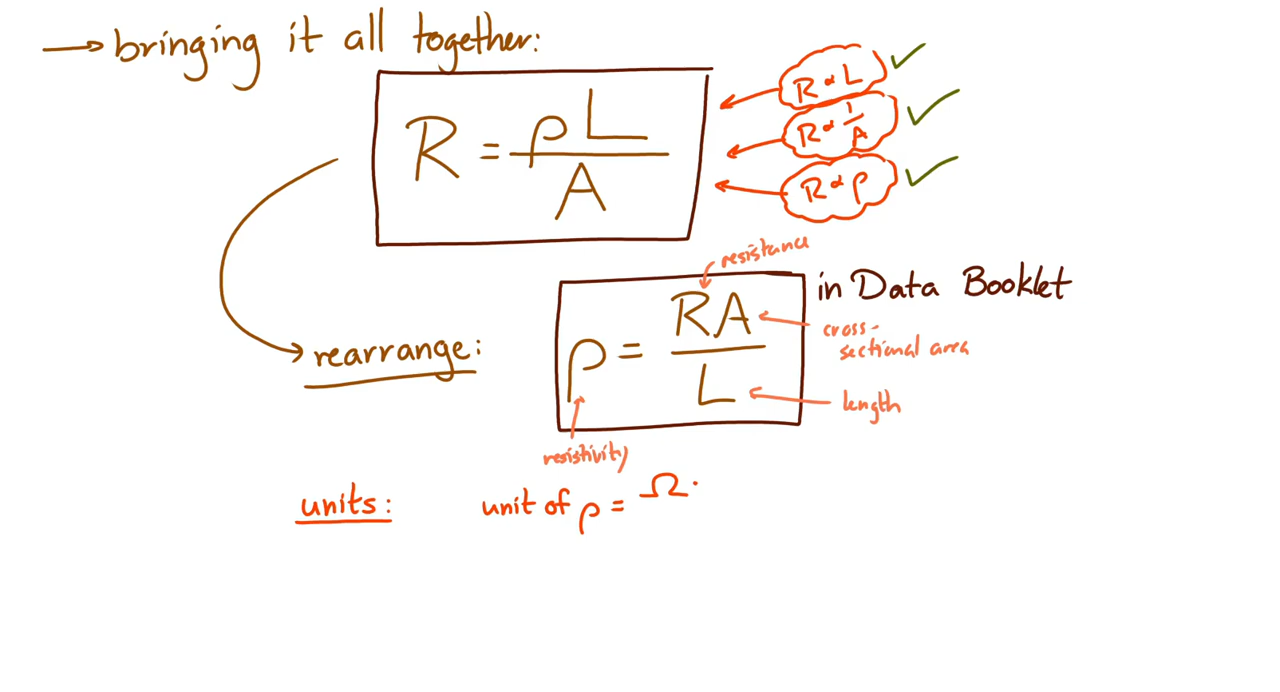 → bringing it all together:
R = ρL/A
R ∝ L ✓
R ∝ 1/A ✓
R ∝ ρ ✓
resistance
in Data Booklet
rearrange:
ρ = RA/L
cross-
sectional area
length
resistivity
units: unit of ρ = Ω·